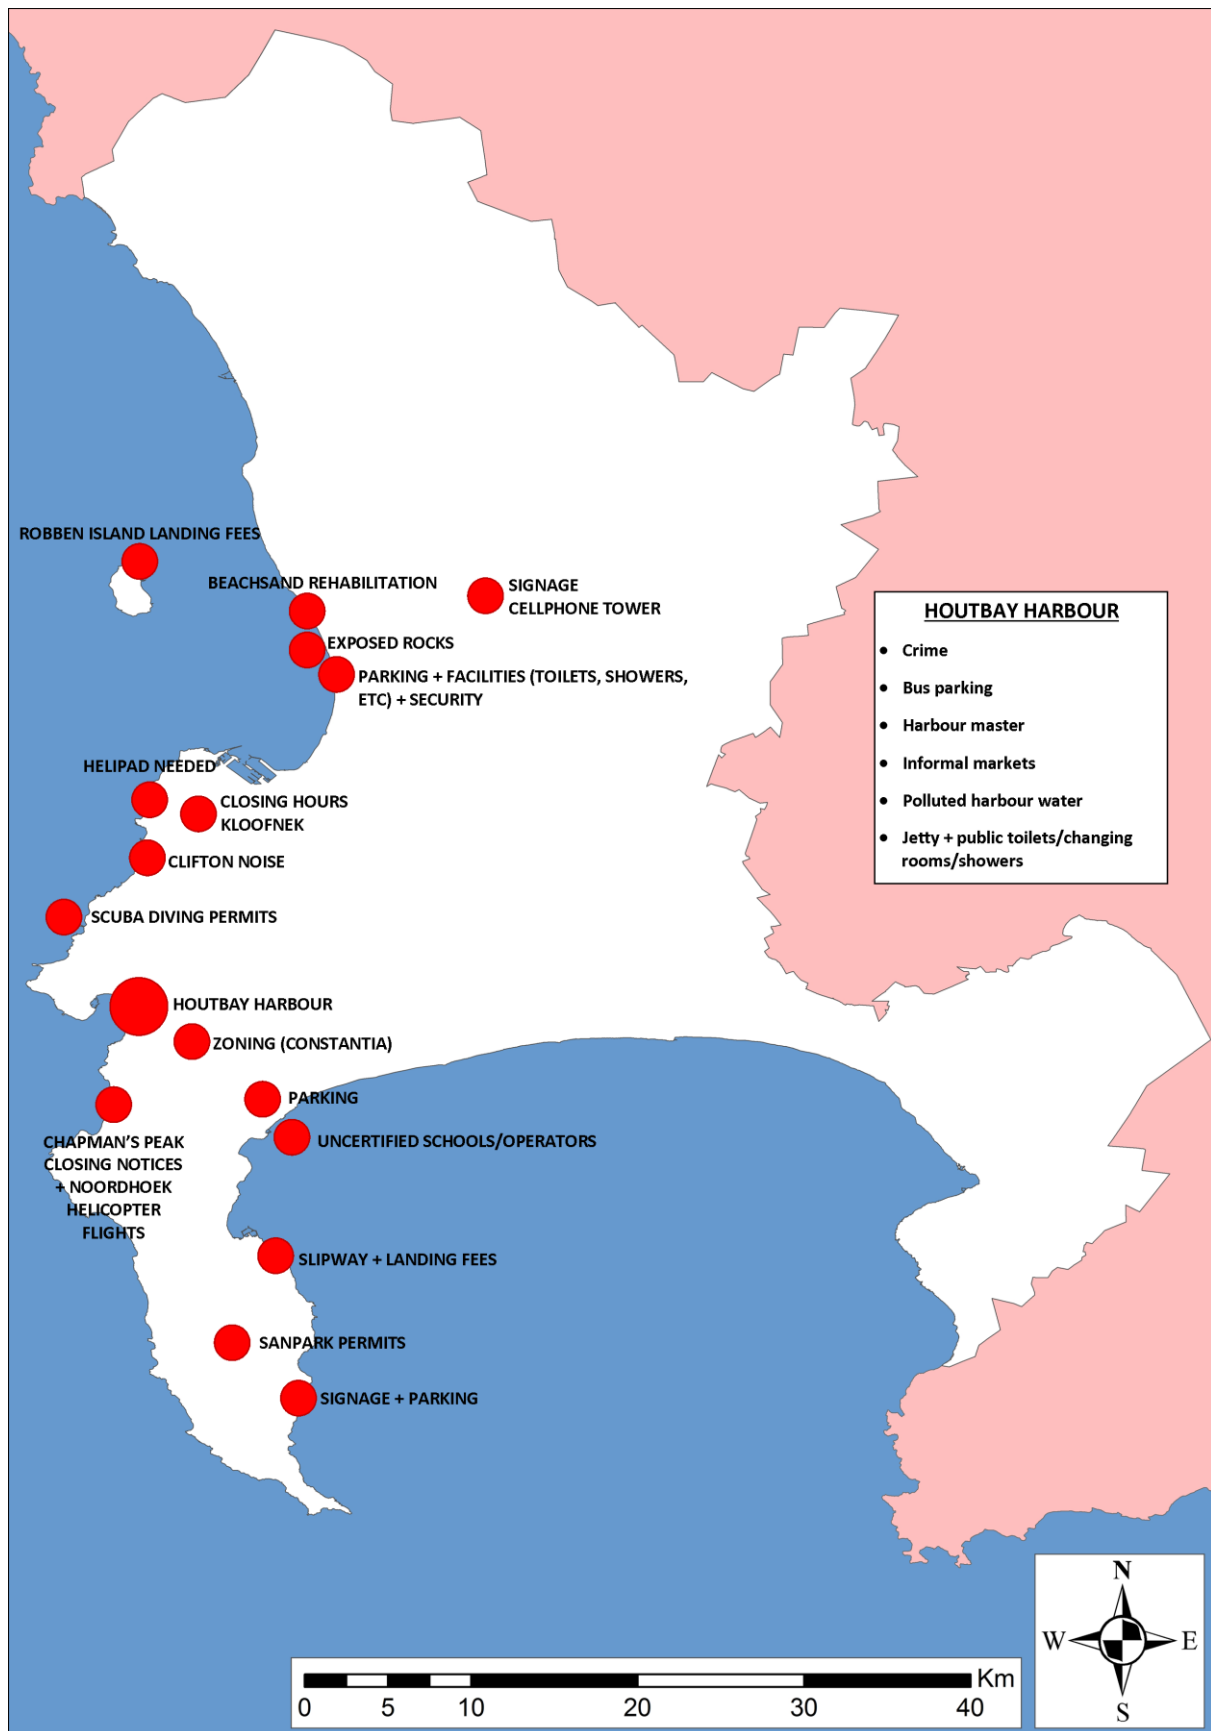 ROBBEN ISLAND LANDING FEES
BEACHSAND REHABILITATION
SIGNAGE
CELLPHONE TOWER
EXPOSED ROCKS
PARKING + FACILITIES (TOILETS, SHOWERS,
ETC) + SECURITY
HELIPAD NEEDED
CLOSING HOURS
KLOOFNEK
CLIFTON NOISE
SCUBA DIVING PERMITS
HOUTBAY HARBOUR
ZONING (CONSTANTIA)
PARKING
CHAPMAN'S PEAK
CLOSING NOTICES
+ NOORDHOEK
HELICOPTER
FLIGHTS
UNCERTIFIED SCHOOLS/OPERATORS
SLIPWAY + LANDING FEES
SANPARK PERMITS
SIGNAGE + PARKING
HOUTBAY HARBOUR
• Crime
• Bus parking
• Harbour master
• Informal markets
• Polluted harbour water
• Jetty + public toilets/changing
rooms/showers
N
W E
S
Km
0 5 10 20 30 40